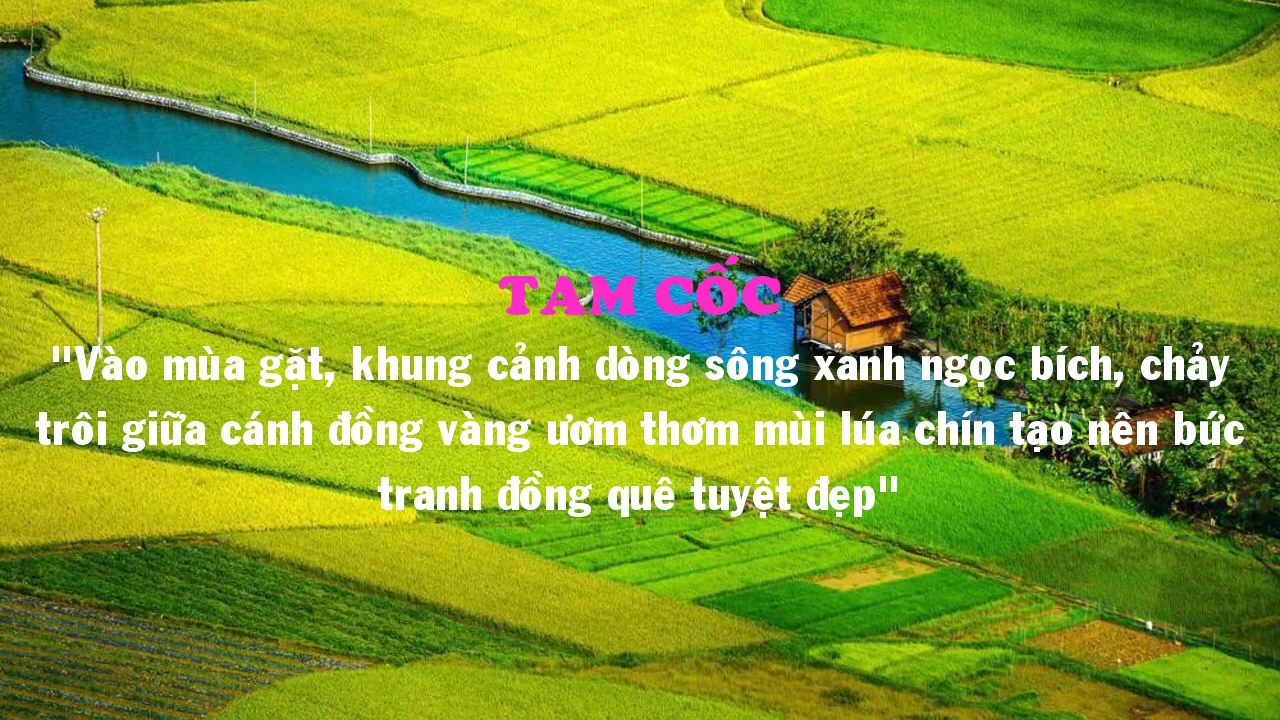 TAM CỐC
"Vào mùa gặt, khung cảnh dòng sông xanh ngọc bích, chảy
trôi giữa cánh đồng vàng ươm thơm mùi lúa chín tạo nên bức
tranh đồng quê tuyệt đẹp"